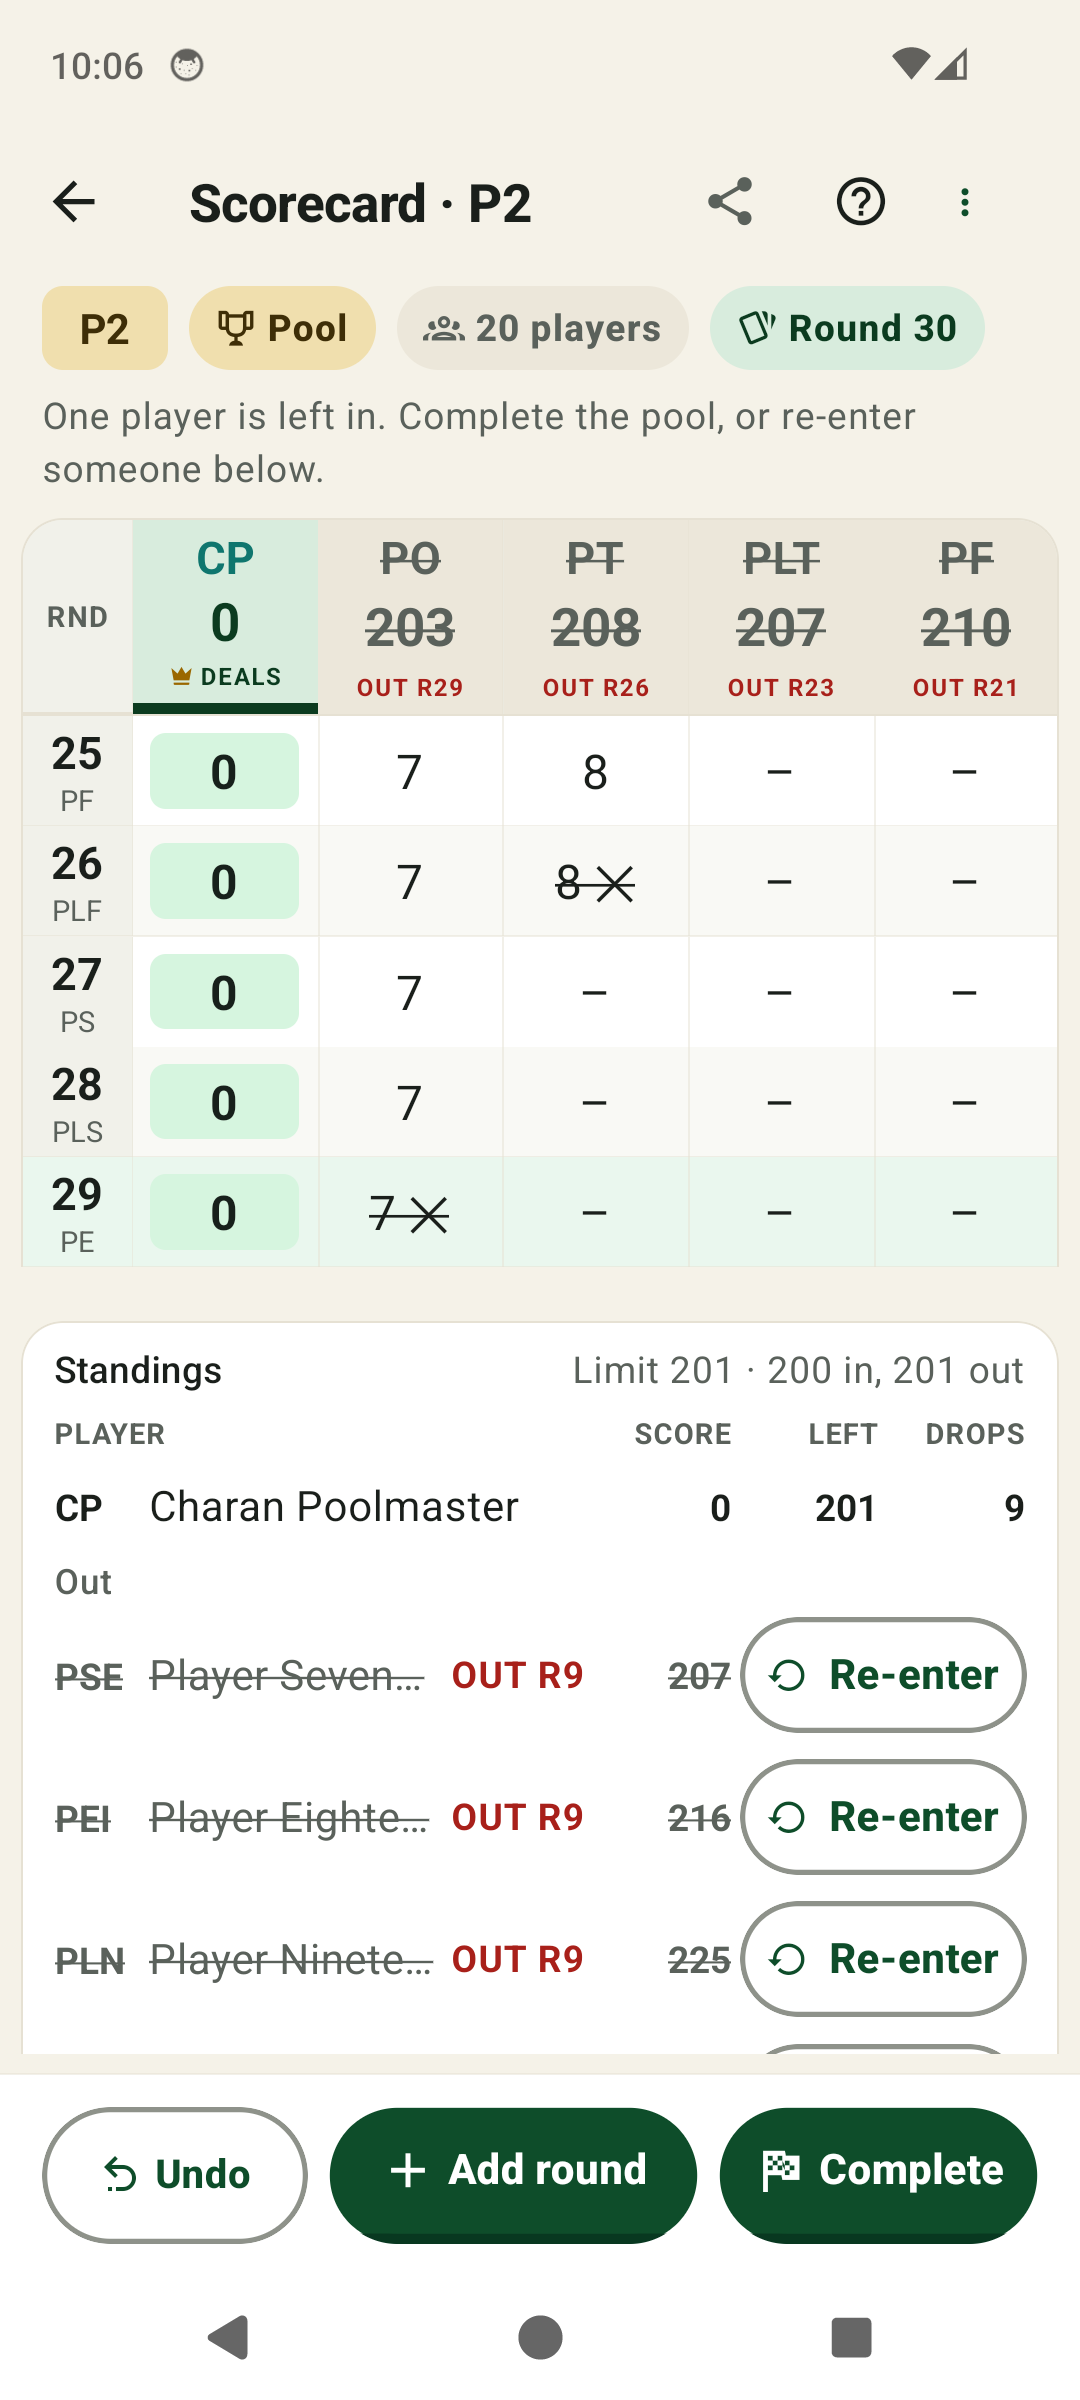 10:06
Scorecard · P2
P2 Pool 20 players Round 30
One player is left in. Complete the pool, or re-enter
someone below.
RND CP PO PT PLT PF
0 203 208 207 210
DEALS OUT R29 OUT R26 OUT R23 OUT R21
25 0 7 8 – –
PF
26 0 7 8 × – –
PLF
27 0 7 – – –
PS
28 0 7 – – –
PLS
29 0 7 × – – –
PE
Standings Limit 201 · 200 in, 201 out
PLAYER SCORE LEFT DROPS
CP Charan Poolmaster 0 201 9
Out
PSE Player Seven... OUT R9 207 Re-enter
PEI Player Eighte... OUT R9 216 Re-enter
PLN Player Ninete... OUT R9 225 Re-enter
Undo Add round Complete